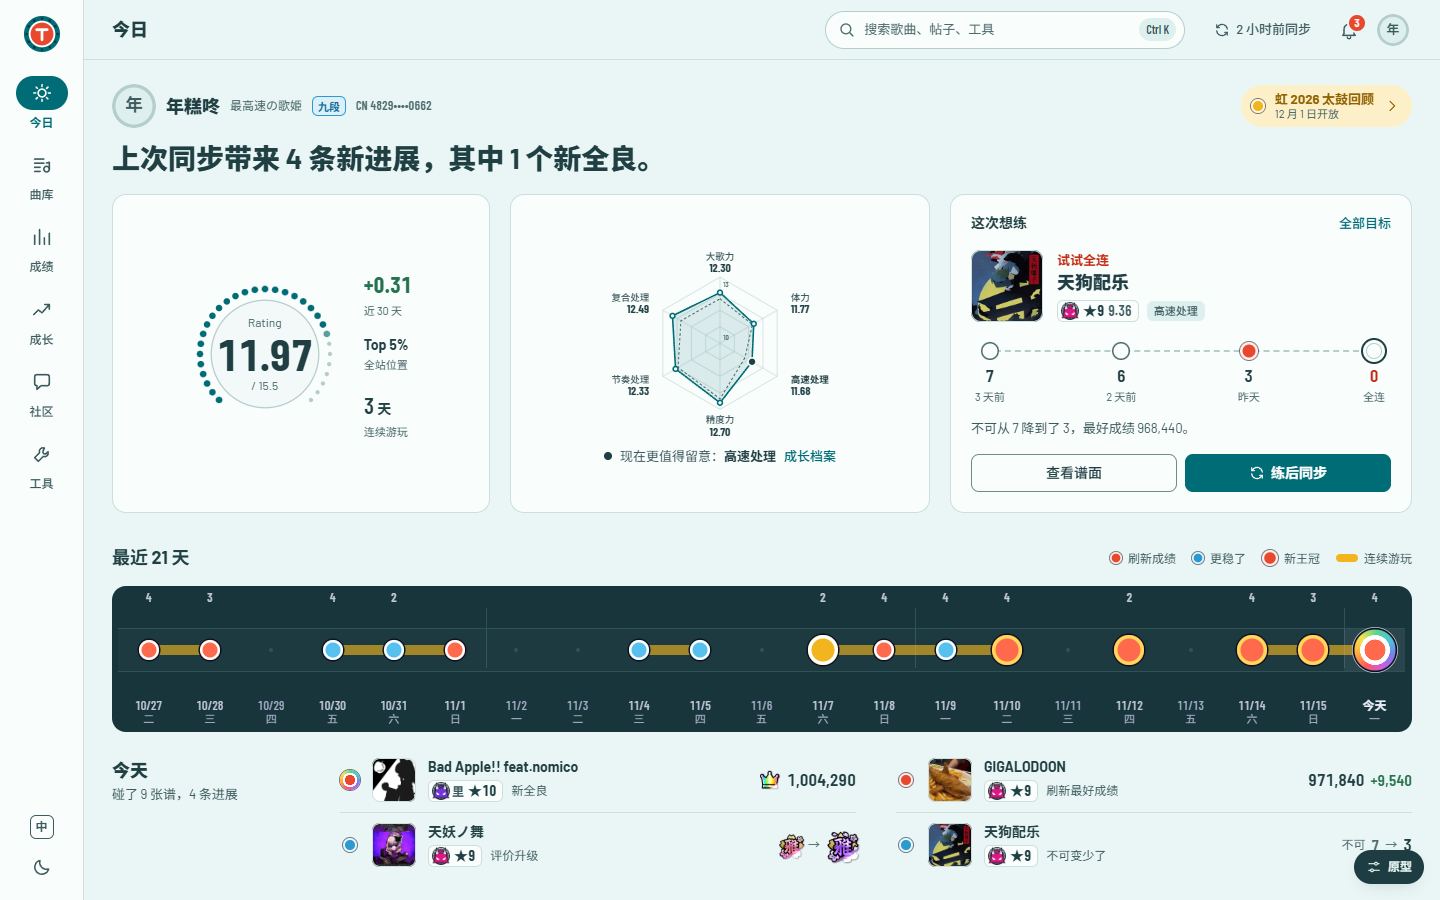 T
今日
搜索歌曲、帖子、工具
Ctrl K
2 小时前同步
3
年
今日
曲库
成绩
成长
社区
工具
中
年
年糕咚
最高速の歌姫
九段
CN 4829••••0662
虹 2026 太鼓回顾
12 月 1 日开放
上次同步带来 4 条新进展，其中 1 个新全良。
Rating
11.97
/ 15.5
+0.31
近 30 天
Top 5%
全站位置
3 天
连续游玩
大歌力
12.30
13
10
复合处理
12.49
体力
11.77
节奏处理
12.33
高速处理
11.68
精度力
12.70
现在更值得留意：高速处理 成长档案
这次想练
全部目标
试试全连
天狗配乐
★9 9.36
高速处理
7
6
3
0
3 天前
2 天前
昨天
全连
不可从 7 降到了 3，最好成绩 968,440。
查看谱面
练后同步
最近 21 天
刷新成绩
更稳了
新王冠
连续游玩
4 3 4 2 2 4 4 4 2 4 3 4
10/27 10/28 10/29 10/30 10/31 11/1 11/2 11/3 11/4 11/5 11/6 11/7 11/8 11/9 11/10 11/11 11/12 11/13 11/14 11/15 今天
二 三 四 五 六 日 一 二 三 四 五 六 日 一 二 三 四 五 六 日 一
今天
碰了 9 张谱，4 条进展
Bad Apple!! feat.nomico
里 ★10 新全良
1,004,290
GIGALODOON
★9 刷新最好成绩
971,840 +9,540
天妖ノ舞
★9 评价升级
雅 → 雅
天狗配乐
★9 不可变少了
不可 7 → 3
原型